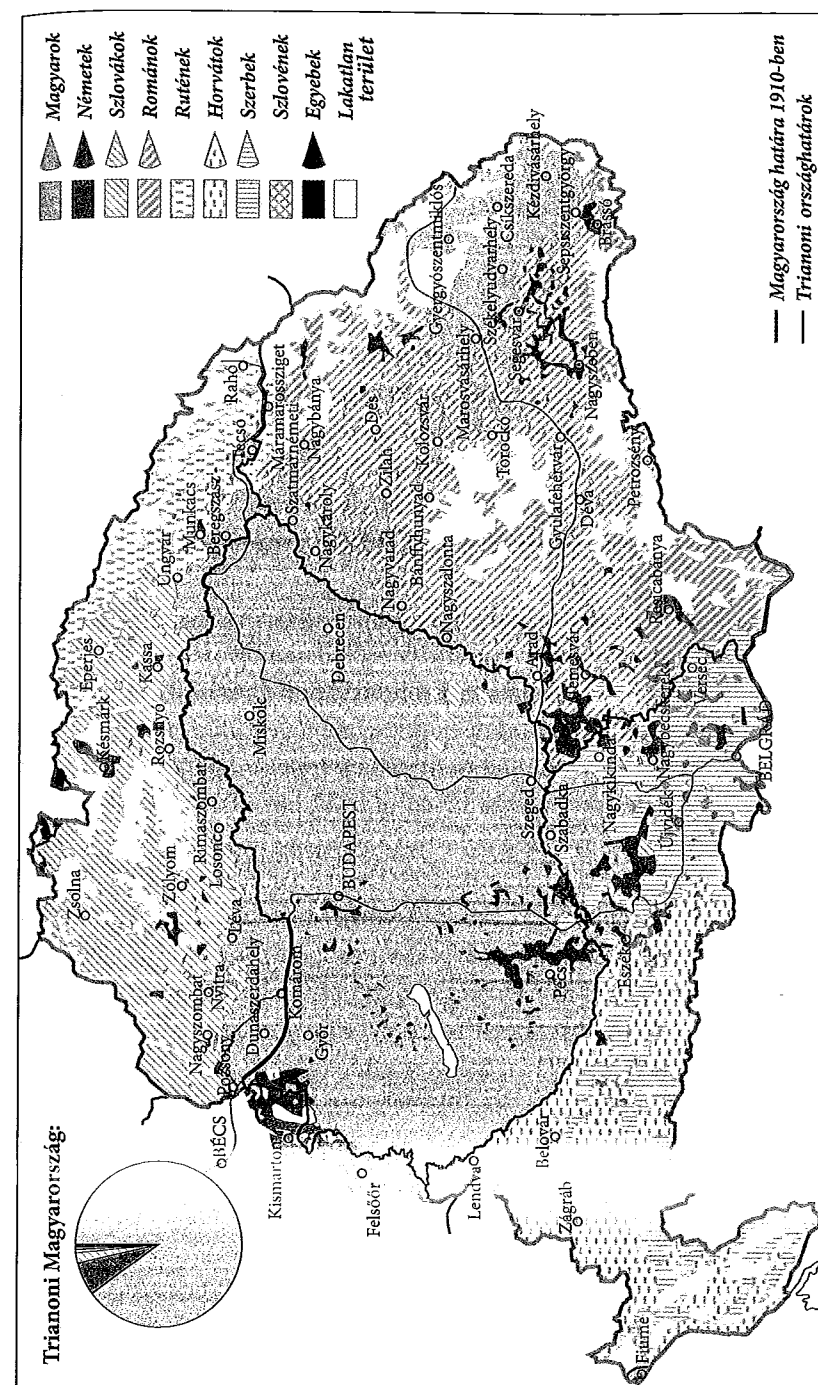 Trianoni Magyarország:
Magyarok
Németek
Szlovákok
Románok
Rutének
Horvátok
Szerbek
Szlovének
Egyebek
Lakatlan
terület
Magyarország határa 1910-ben
Trianoni országhatárok
BÉCS
Kismarton
Felsőőr
Lendva
Zágráb
Fiume
Belovár
Pozsony
Nagyszombat
Nyitra
Dunaszerdahely
Komárom
Győr
Zsolna
Zólyom
Léva
Losonc
Rimaszombat
Késmárk
Rozsnyó
Eperjes
Kassa
Ungvár
Munkács
Beregszász
Técső
Rahó
Máramarossziget
Szatmárnémeti
Nagybánya
Nagykároly
BUDAPEST
Miskolc
Debrecen
Nagyvárad
Bánffyhunyad
Nagyszalonta
Zilah
Dés
Kolozsvár
Marosvásárhely
Torockó
Gyulafehérvár
Déva
Petrozsény
Nagyszeben
Segesvár
Székelyudvarhely
Gyergyószentmiklós
Csíkszereda
Kézdivásárhely
Sepsiszentgyörgy
Brassó
Pécs
Eszék
Szeged
Szabadka
Nagykikinda
Újvidék
Nagybecskerek
Arad
Temesvár
Versec
Resicabánya
BELGRÁD